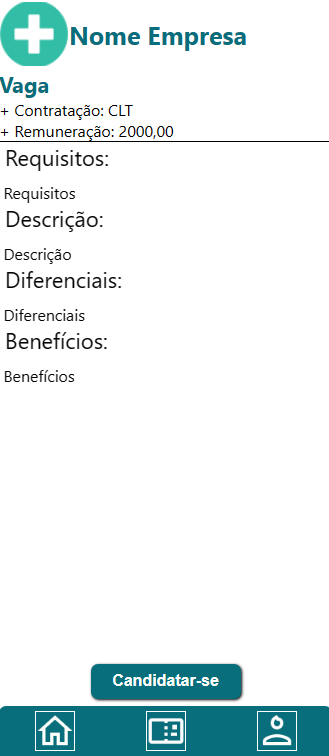 Nome Empresa
Vaga
+ Contratação: CLT
+ Remuneração: 2000,00
Requisitos:
Requisitos
Descrição:
Descrição
Diferenciais:
Diferenciais
Benefícios:
Benefícios
Candidatar-se